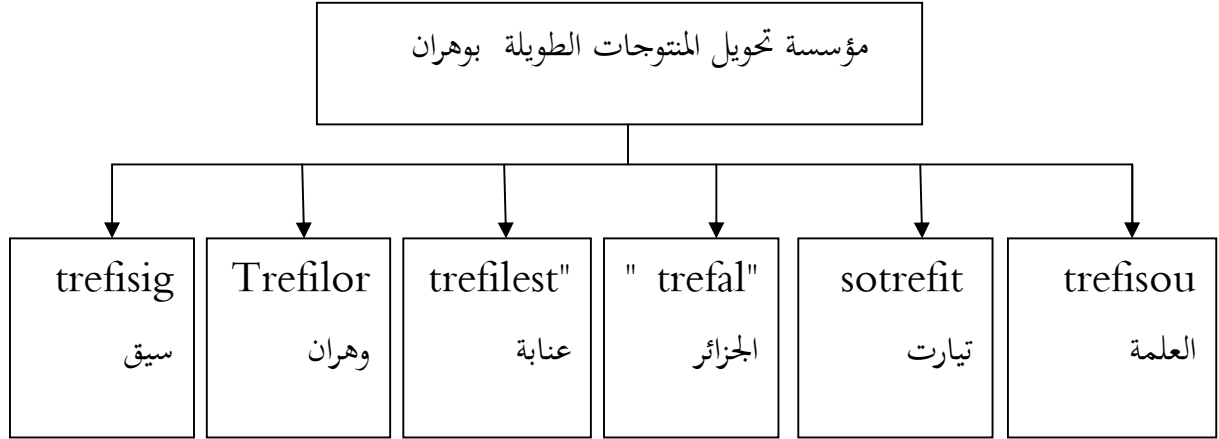 مؤسسة تحويل المنتوجات الطويلة بوهران
trefisig
سيق
Trefilor
وهران
trefilest"
عنابة
" trefal"
الجزائر
sotrefit
تيارت
trefisou
العلمة